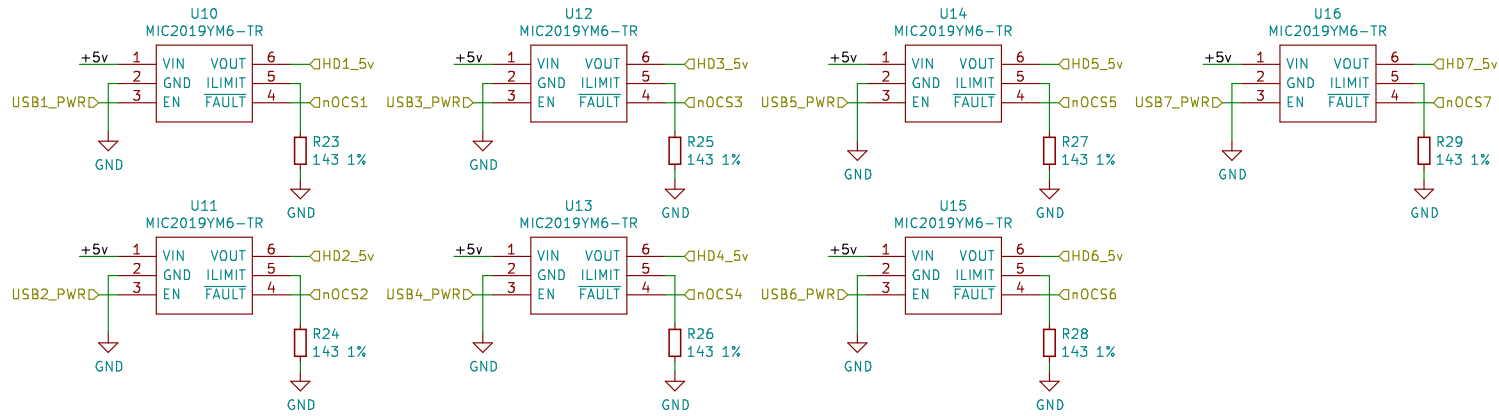 U10
MIC2019YM6-TR
+5v 1 VIN VOUT 6 HD1_5v
2 GND ILIMIT 5
USB1_PWR 3 EN FAULT 4 nOCS1
R23
143 1%
GND
GND
U12
MIC2019YM6-TR
+5v 1 VIN VOUT 6 HD3_5v
2 GND ILIMIT 5
USB3_PWR 3 EN FAULT 4 nOCS3
R25
143 1%
GND
GND
U14
MIC2019YM6-TR
+5v 1 VIN VOUT 6 HD5_5v
2 GND ILIMIT 5
USB5_PWR 3 EN FAULT 4 nOCS5
R27
143 1%
GND
GND
U16
MIC2019YM6-TR
+5v 1 VIN VOUT 6 HD7_5v
2 GND ILIMIT 5
USB7_PWR 3 EN FAULT 4 nOCS7
R29
143 1%
GND
GND
U11
MIC2019YM6-TR
+5v 1 VIN VOUT 6 HD2_5v
2 GND ILIMIT 5
USB2_PWR 3 EN FAULT 4 nOCS2
R24
143 1%
GND
GND
U13
MIC2019YM6-TR
+5v 1 VIN VOUT 6 HD4_5v
2 GND ILIMIT 5
USB4_PWR 3 EN FAULT 4 nOCS4
R26
143 1%
GND
GND
U15
MIC2019YM6-TR
+5v 1 VIN VOUT 6 HD6_5v
2 GND ILIMIT 5
USB6_PWR 3 EN FAULT 4 nOCS6
R28
143 1%
GND
GND